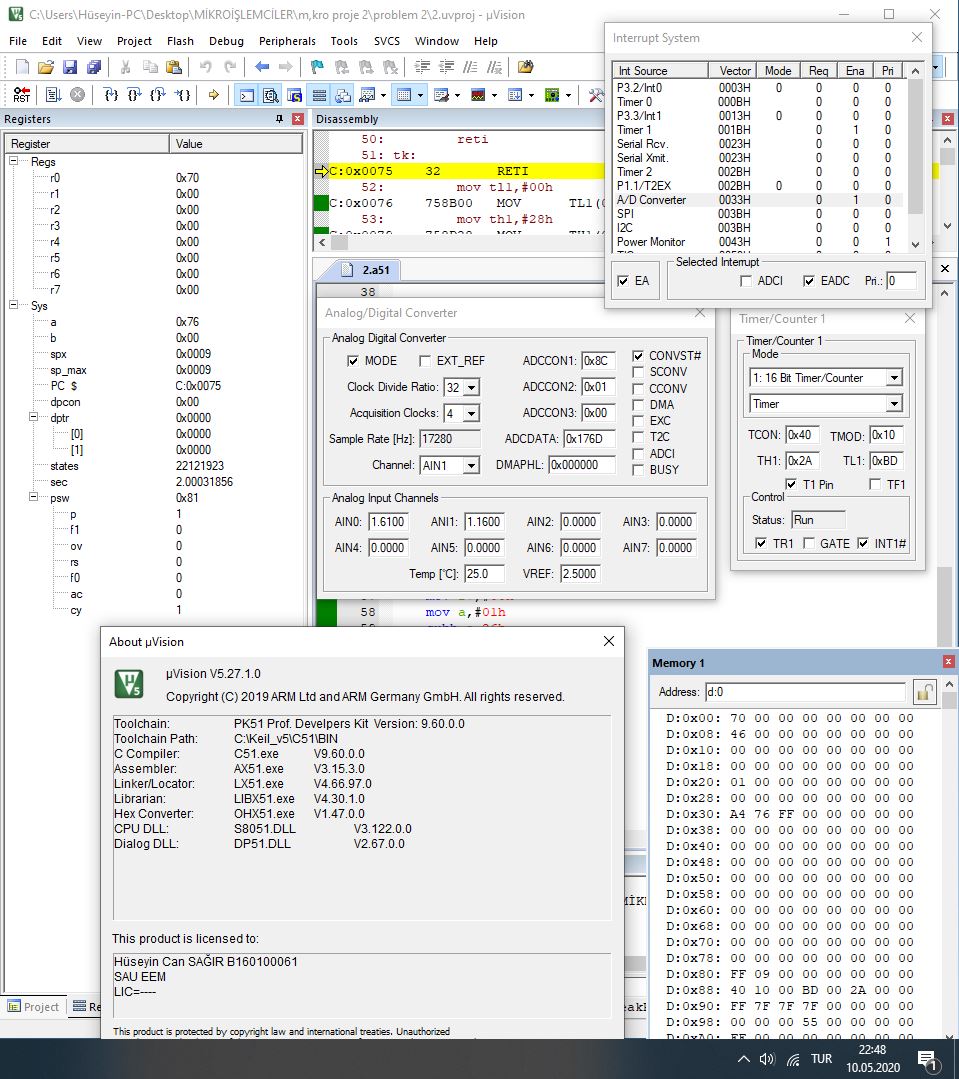 C:\Users\Hüseyin-PC\Desktop\MİKROİŞLEMCİLER\m,kro proje 2\problem 2\2.uvproj - µVision
File Edit View Project Flash Debug Peripherals Tools SVCS Window Help
Registers
Register Value
Regs
r0 0x70
r1 0x00
r2 0x00
r3 0x00
r4 0x00
r5 0x00
r6 0x00
r7 0x00
Sys
a 0x76
b 0x00
spx 0x0009
sp_max 0x0009
PC $ C:0x0075
dpcon 0x00
dptr 0x0000
[0] 0x0000
[1] 0x0000
states 22121923
sec 2.00031856
psw 0x81
p 1
f1 0
ov 0
rs 0
f0 0
ac 0
cy 1
Project
Disassembly
50: reti
51: tk:
C:0x0075 32 RETI
52: mov tl1,#00h
C:0x0076 758B00 MOV TL1(
53: mov th1,#28h
2.a51
38
Interrupt System
Int Source Vector Mode Req Ena Pri
P3.2/Int0 0003H 0 0 0 0
Timer 0 000BH 0 0 0
P3.3/Int1 0013H 0 0 0 0
Timer 1 001BH 0 1 0
Serial Rcv. 0023H 0 0 0
Serial Xmit. 0023H 0 0 0
Timer 2 002BH 0 0 0
P1.1/T2EX 002BH 0 0 0 0
A/D Converter 0033H 0 1 0
SPI 003BH 0 0 0
I2C 003BH 0 0 0
Power Monitor 0043H 0 0 1
EA
Selected Interrupt
ADCI EADC Pri.: 0
Analog/Digital Converter
Analog Digital Converter
MODE EXT_REF ADCCON1: 0x8C CONVST#
Clock Divide Ratio: 32 ADCCON2: 0x01 SCONV
CCONV
Acquisition Clocks: 4 ADCCON3: 0x00 DMA
EXC
Sample Rate [Hz]: 17280 ADCDATA: 0x176D T2C
ADCI
Channel: AIN1 DMAPHL: 0x000000 BUSY
Analog Input Channels
AIN0: 1.6100 ANI1: 1.1600 AIN2: 0.0000 AIN3: 0.0000
AIN4: 0.0000 AIN5: 0.0000 AIN6: 0.0000 AIN7: 0.0000
Temp [°C]: 25.0 VREF: 2.5000
Timer/Counter 1
Timer/Counter 1
Mode
1: 16 Bit Timer/Counter
Timer
TCON: 0x40 TMOD: 0x10
TH1: 0x2A TL1: 0xBD
T1 Pin TF1
Control
Status: Run
TR1 GATE INT1#
58 mov a,#01h
About µVision
µVision V5.27.1.0
Copyright (C) 2019 ARM Ltd and ARM Germany GmbH. All rights reserved.
Toolchain: PK51 Prof. Develpers Kit Version: 9.60.0.0
Toolchain Path: C:\Keil_v5\C51\BIN
C Compiler: C51.exe V9.60.0.0
Assembler: AX51.exe V3.15.3.0
Linker/Locator: LX51.exe V4.66.97.0
Librarian: LIBX51.exe V4.30.1.0
Hex Converter: OHX51.exe V1.47.0.0
CPU DLL: S8051.DLL V3.122.0.0
Dialog DLL: DP51.DLL V2.67.0.0
This product is licensed to:
Hüseyin Can SAĞIR B160100061
SAU EEM
LIC=----
This product is protected by copyright law and international treaties. Unauthorized
Memory 1
Address: d:0
D:0x00: 70 00 00 00 00 00 00 00
D:0x08: 46 00 00 00 00 00 00 00
D:0x10: 00 00 00 00 00 00 00 00
D:0x18: 00 00 00 00 00 00 00 00
D:0x20: 01 00 00 00 00 00 00 00
D:0x28: 00 00 00 00 00 00 00 00
D:0x30: A4 76 FF 00 00 00 00 00
D:0x38: 00 00 00 00 00 00 00 00
D:0x40: 00 00 00 00 00 00 00 00
D:0x48: 00 00 00 00 00 00 00 00
D:0x50: 00 00 00 00 00 00 00 00
D:0x58: 00 00 00 00 00 00 00 00
D:0x60: 00 00 00 00 00 00 00 00
D:0x68: 00 00 00 00 00 00 00 00
D:0x70: 00 00 00 00 00 00 00 00
D:0x78: 00 00 00 00 00 00 00 00
D:0x80: FF 09 00 00 00 00 00 00
D:0x88: 40 10 00 BD 00 2A 00 00
D:0x90: FF 7F 7F 7F 00 00 00 00
D:0x98: 00 00 00 55 00 00 00 00
TUR
22:48
10.05.2020
1